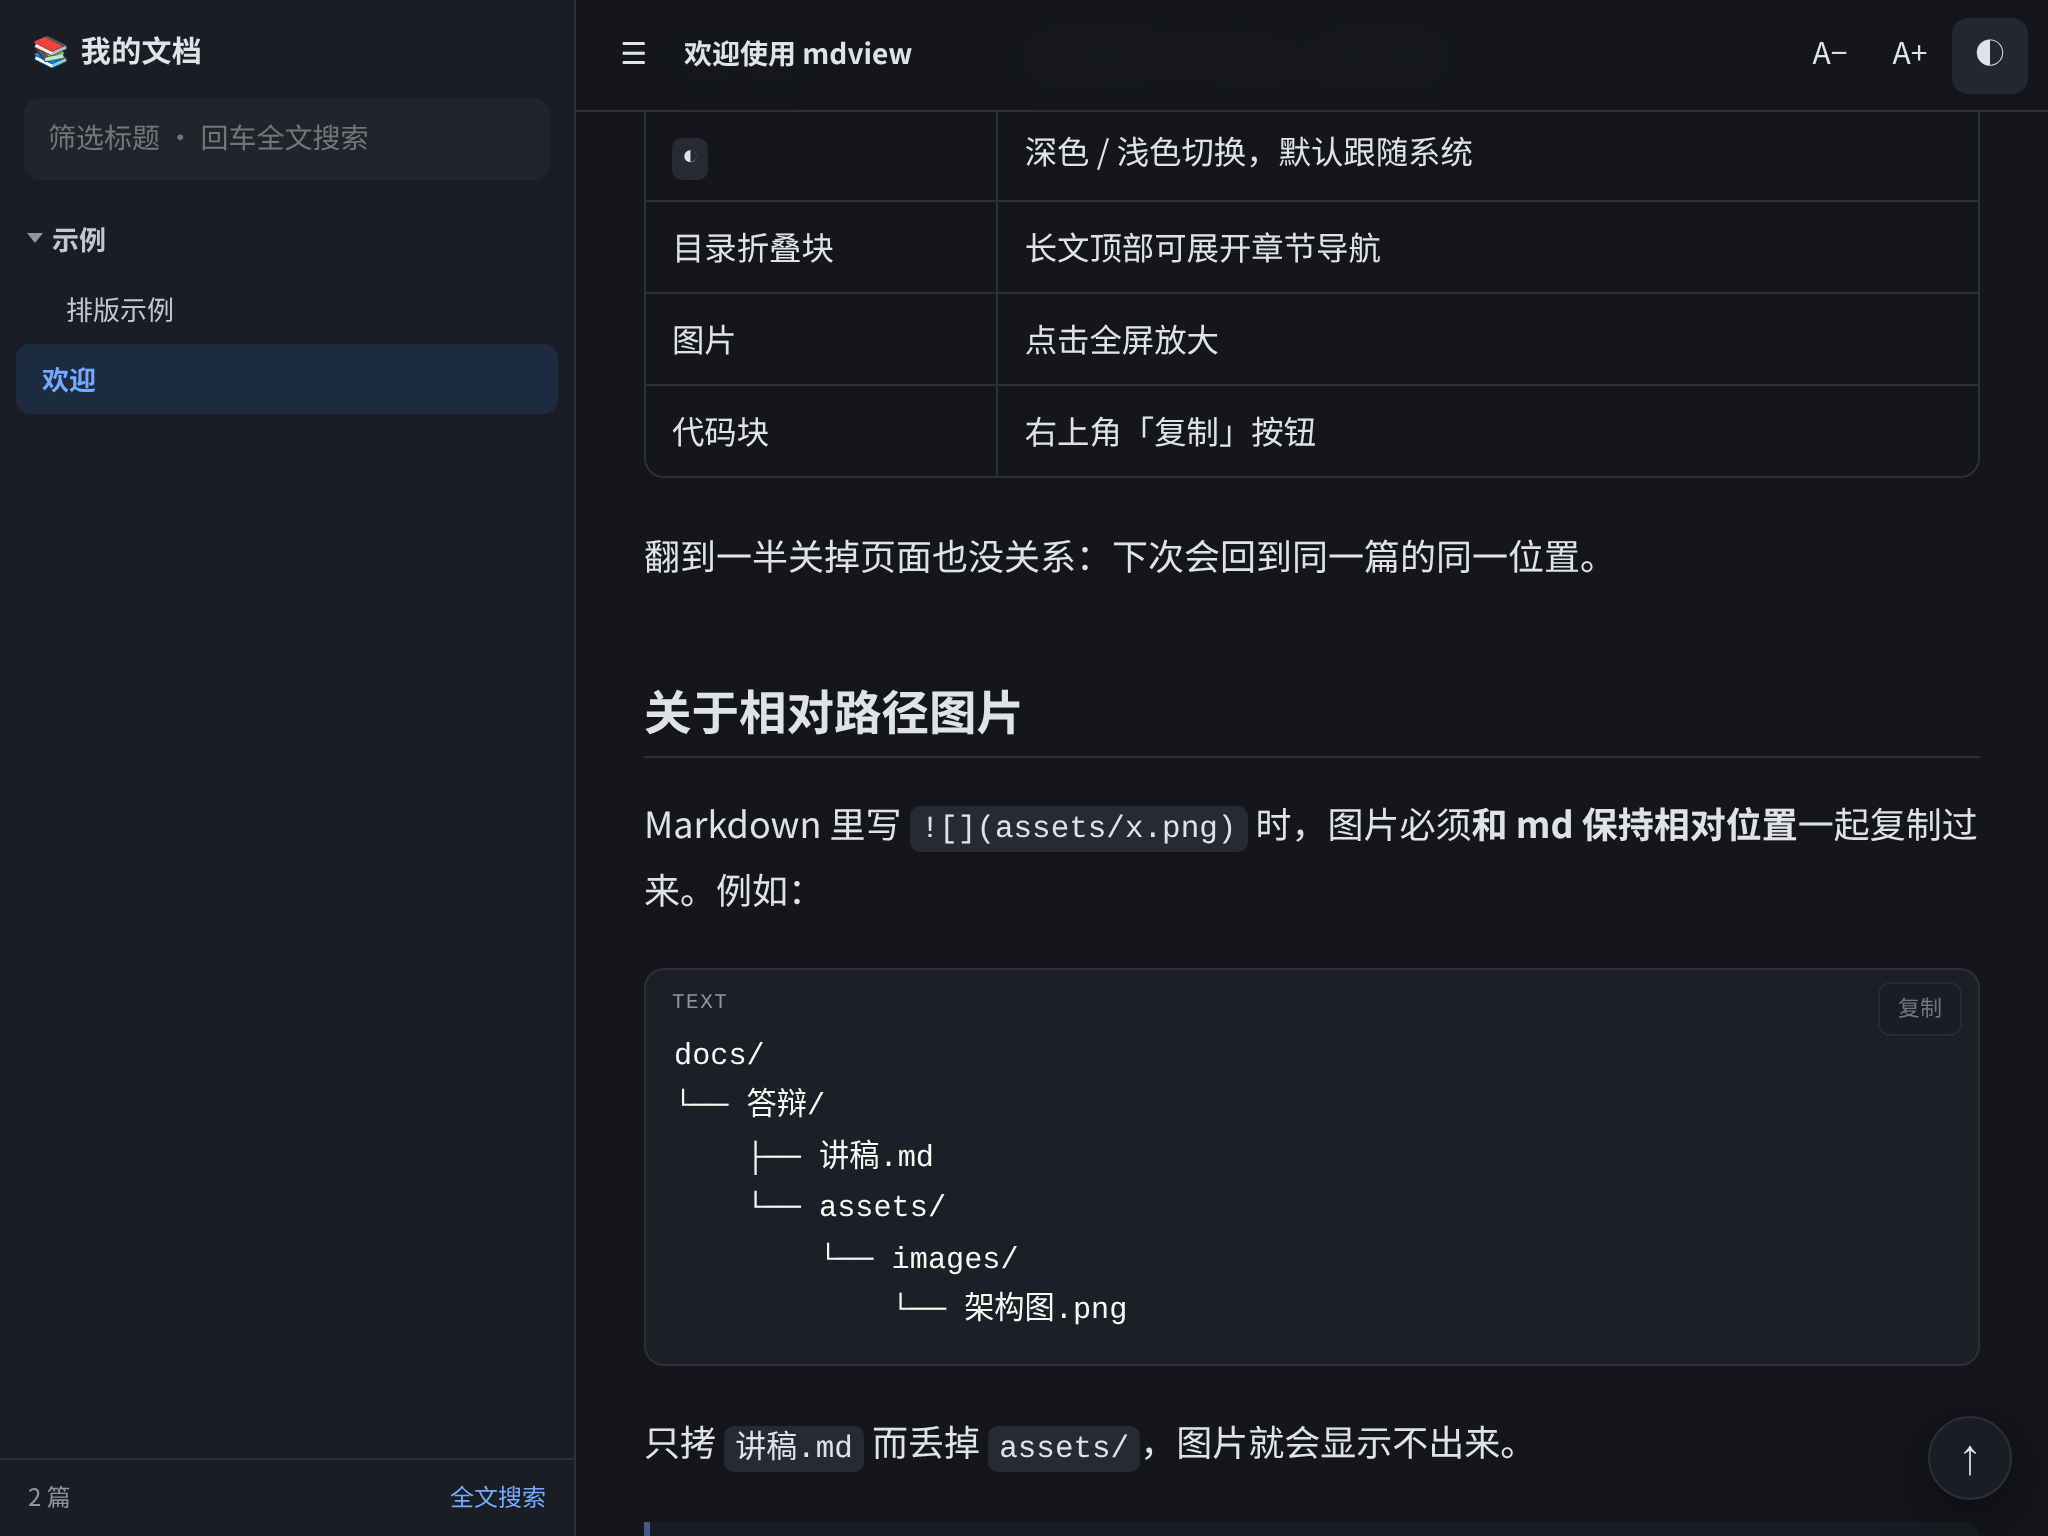 📚 我的文档
筛选标题 · 回车全文搜索
示例
排版示例
欢迎
2 篇
全文搜索
☰ 欢迎使用 mdview
A− A+ ◐
◐ 深色 / 浅色切换，默认跟随系统
目录折叠块 长文顶部可展开章节导航
图片 点击全屏放大
代码块 右上角「复制」按钮
翻到一半关掉页面也没关系：下次会回到同一篇的同一位置。
关于相对路径图片
Markdown 里写 ![](assets/x.png) 时，图片必须和 md 保持相对位置一起复制过
来。例如：
TEXT
复制
docs/
└── 答辩/
    ├── 讲稿.md
    └── assets/
        └── images/
            └── 架构图.png
只拷 讲稿.md 而丢掉 assets/，图片就会显示不出来。
↑